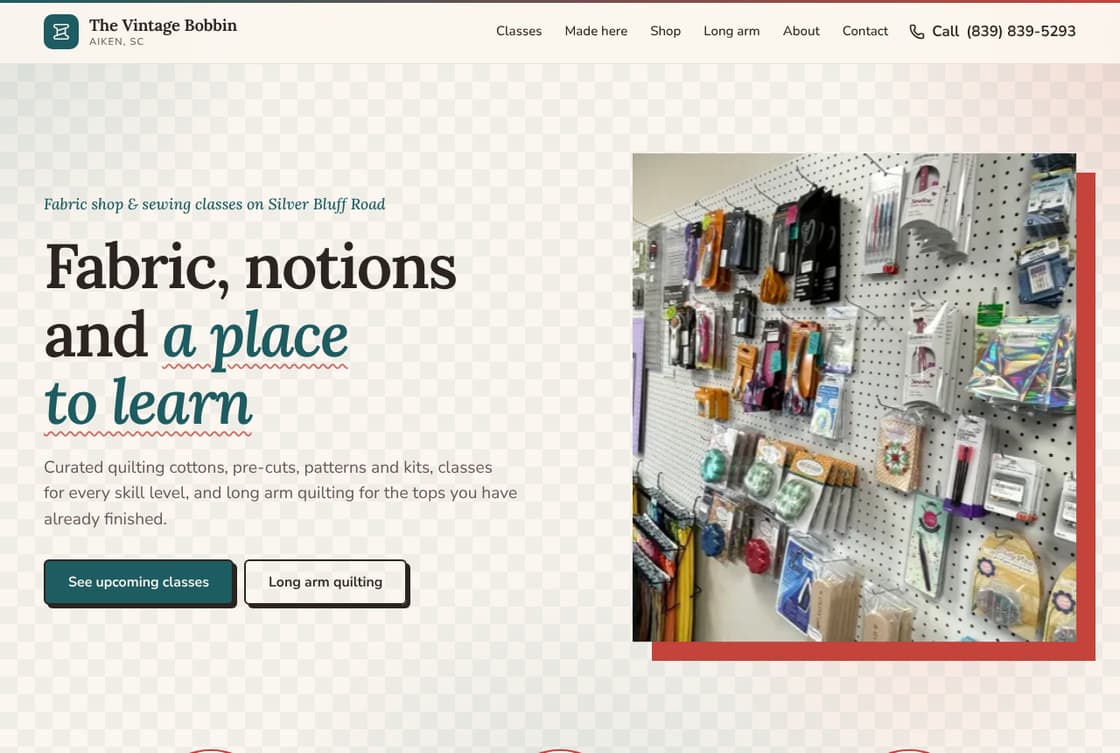 The Vintage Bobbin
AIKEN, SC
Classes
Made here
Shop
Long arm
About
Contact
Call (839) 839-5293
Fabric shop & sewing classes on Silver Bluff Road
Fabric, notions
and a place
to learn
Curated quilting cottons, pre-cuts, patterns and kits, classes
for every skill level, and long arm quilting for the tops you have
already finished.
See upcoming classes
Long arm quilting